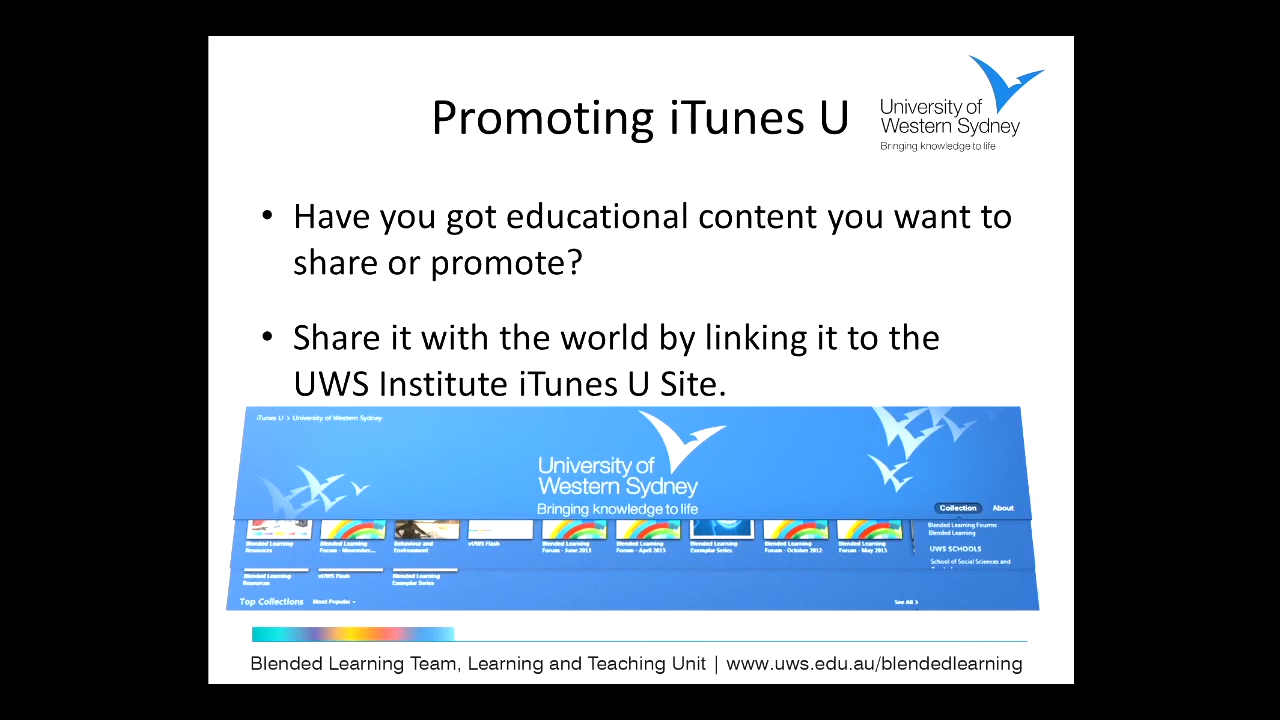 Promoting iTunes U
University of
Western Sydney
Bringing knowledge to life
• Have you got educational content you want to
share or promote?
• Share it with the world by linking it to the
UWS Institute iTunes U Site.
iTunes U > University of Western Sydney
University of
Western Sydney
Bringing knowledge to life
Collection About
Blended Learning Resources
Blended Learning Forum - November...
Behaviour and Environment
vUWS Flash
Blended Learning Forum - June 2013
Blended Learning Forum - April 2013
Blended Learning Exemplar Series
Blended Learning Forum - October 2012
Blended Learning Forum - May 2013
Blended Learning Fourms
Blended Learning
UWS SCHOOLS
School of Social Sciences and
Blended Learning Resources
vUWS Flash
Blended Learning Exemplar Series
Top Collections Most Popular
See All >
Blended Learning Team, Learning and Teaching Unit | www.uws.edu.au/blendedlearning